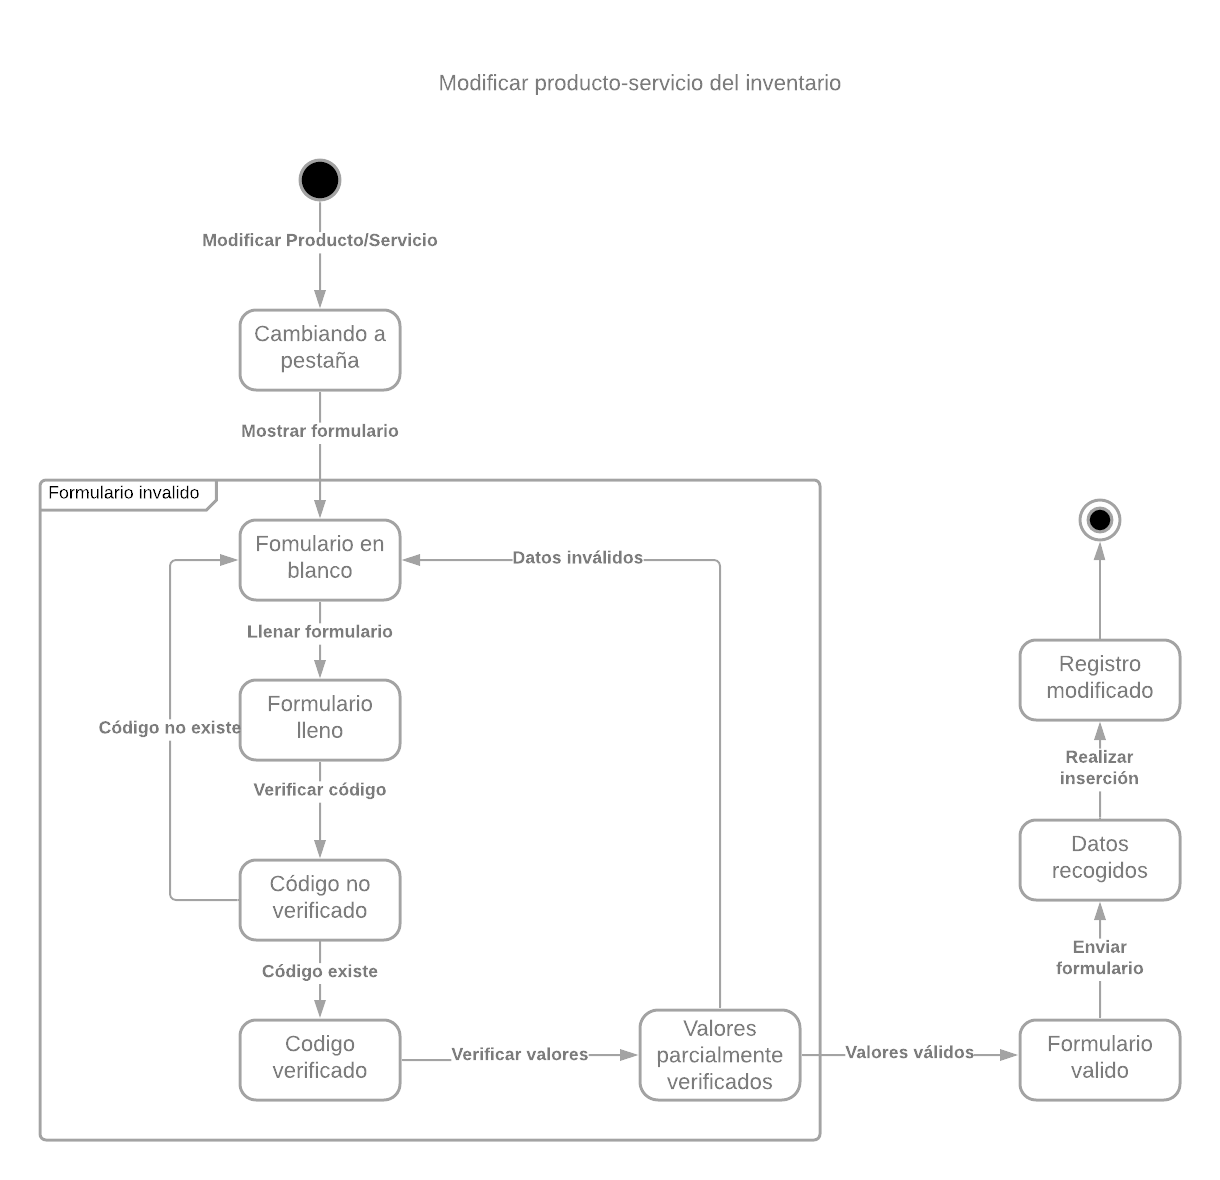 Modificar producto-servicio del inventario
Modificar Producto/Servicio
Cambiando a
pestaña
Mostrar formulario
Formulario invalido
Fomulario en
blanco
Datos inválidos
Llenar formulario
Formulario
lleno
Código no existe
Verificar código
Código no
verificado
Código existe
Codigo
verificado
Verificar valores
Valores
parcialmente
verificados
Valores válidos
Formulario
valido
Enviar
formulario
Datos
recogidos
Realizar
inserción
Registro
modificado